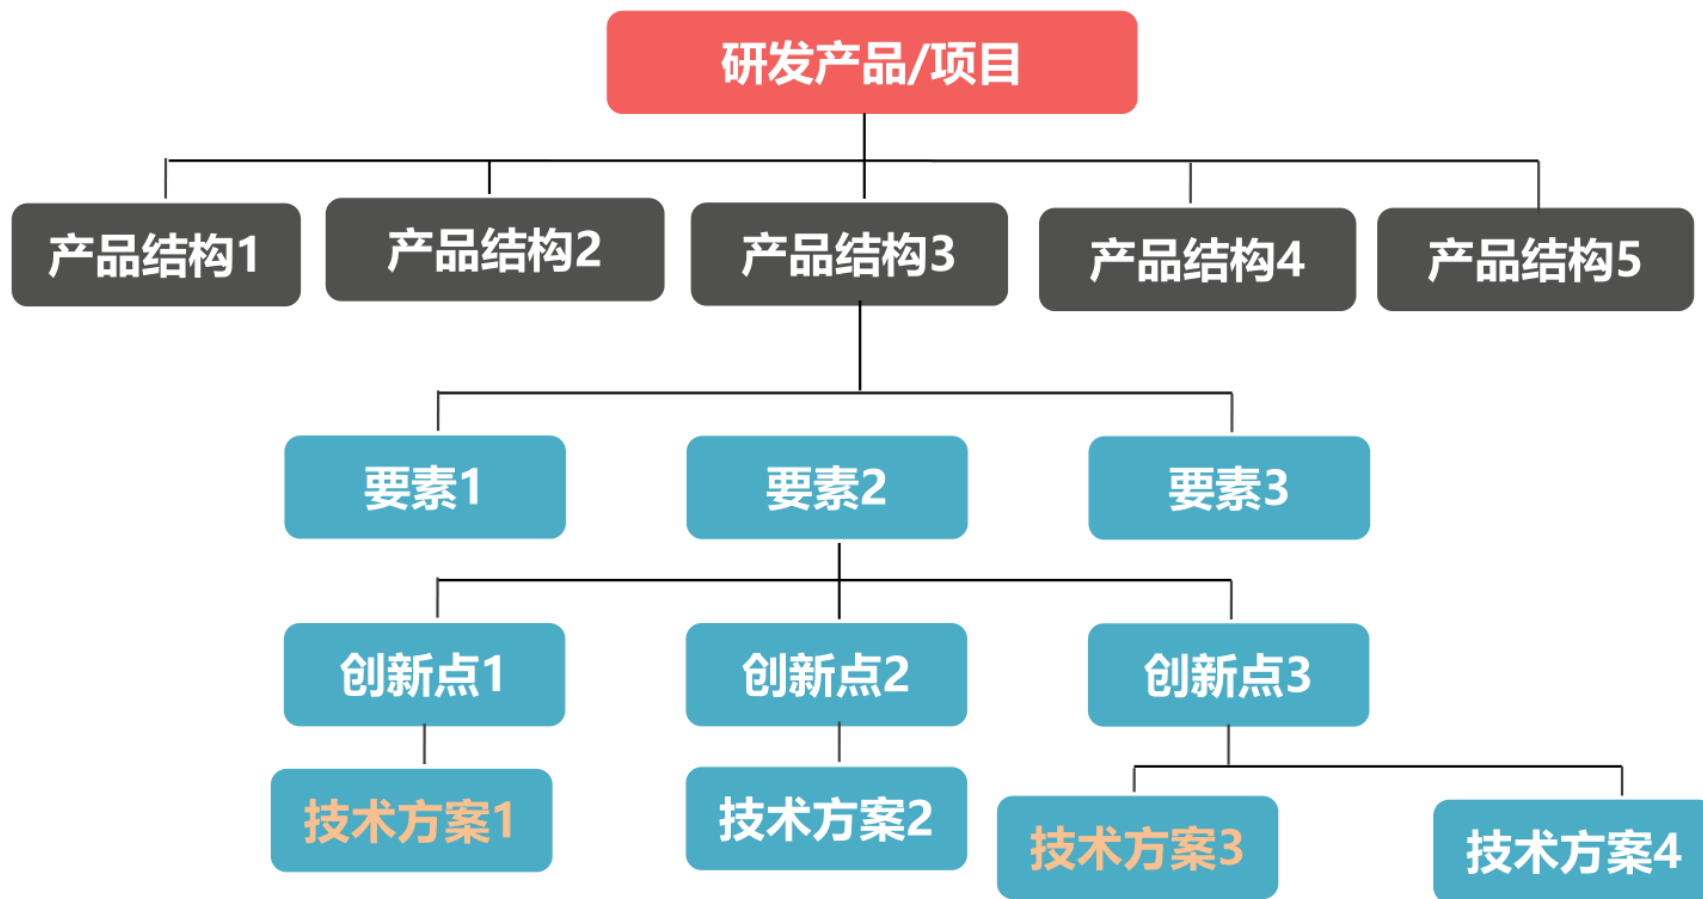 研发产品/项目
产品结构1
产品结构2
产品结构3
产品结构4
产品结构5
要素1
要素2
要素3
创新点1
创新点2
创新点3
技术方案1
技术方案2
技术方案3
技术方案4